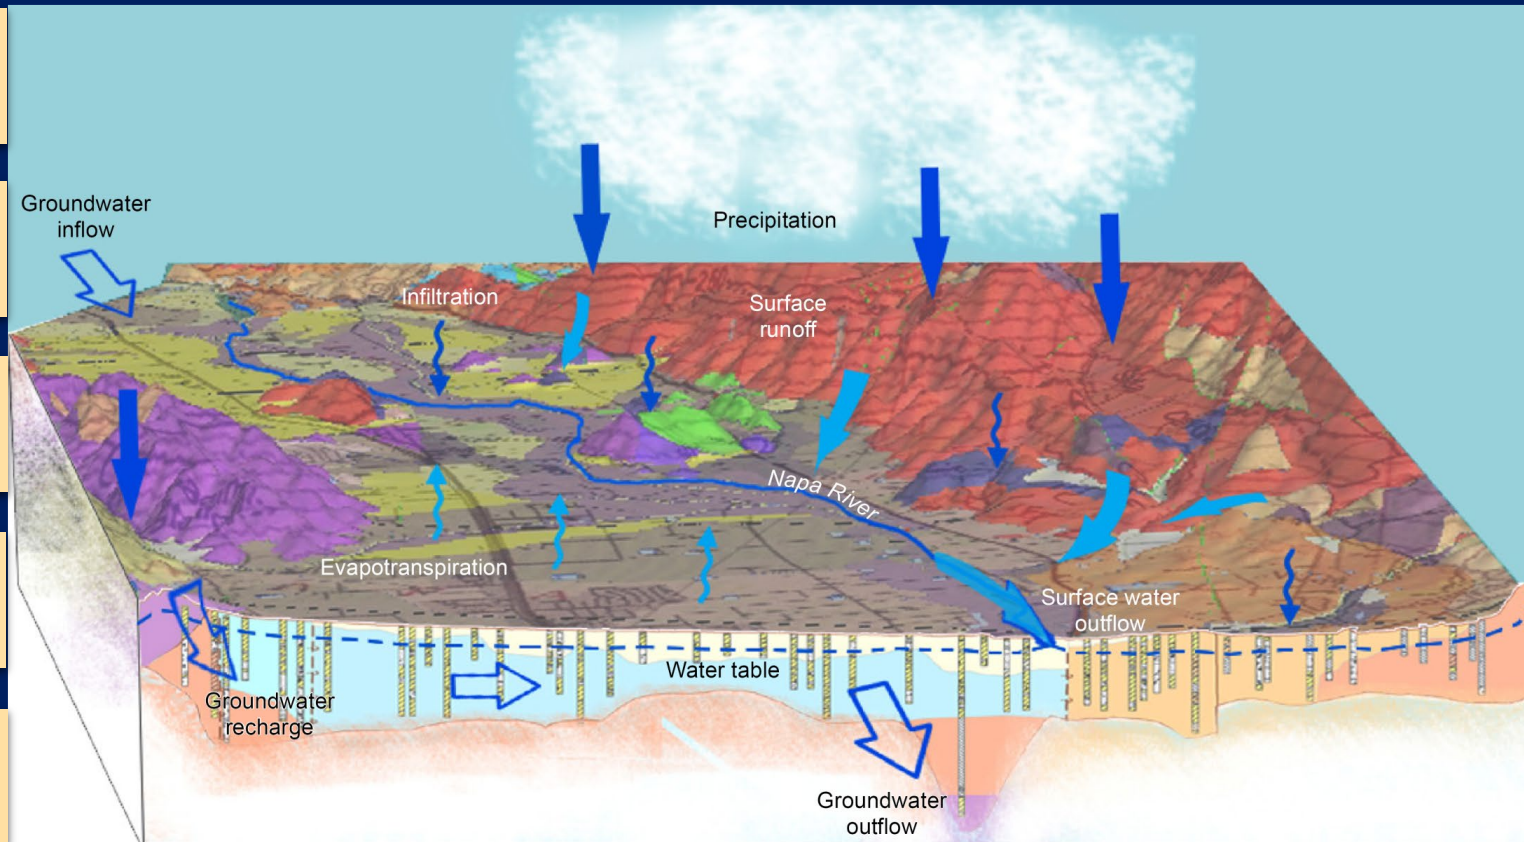 Groundwater
inflow
Precipitation
Infiltration
Surface
runoff
Napa River
Evapotranspiration
Surface water
outflow
Water table
Groundwater
recharge
Groundwater
outflow